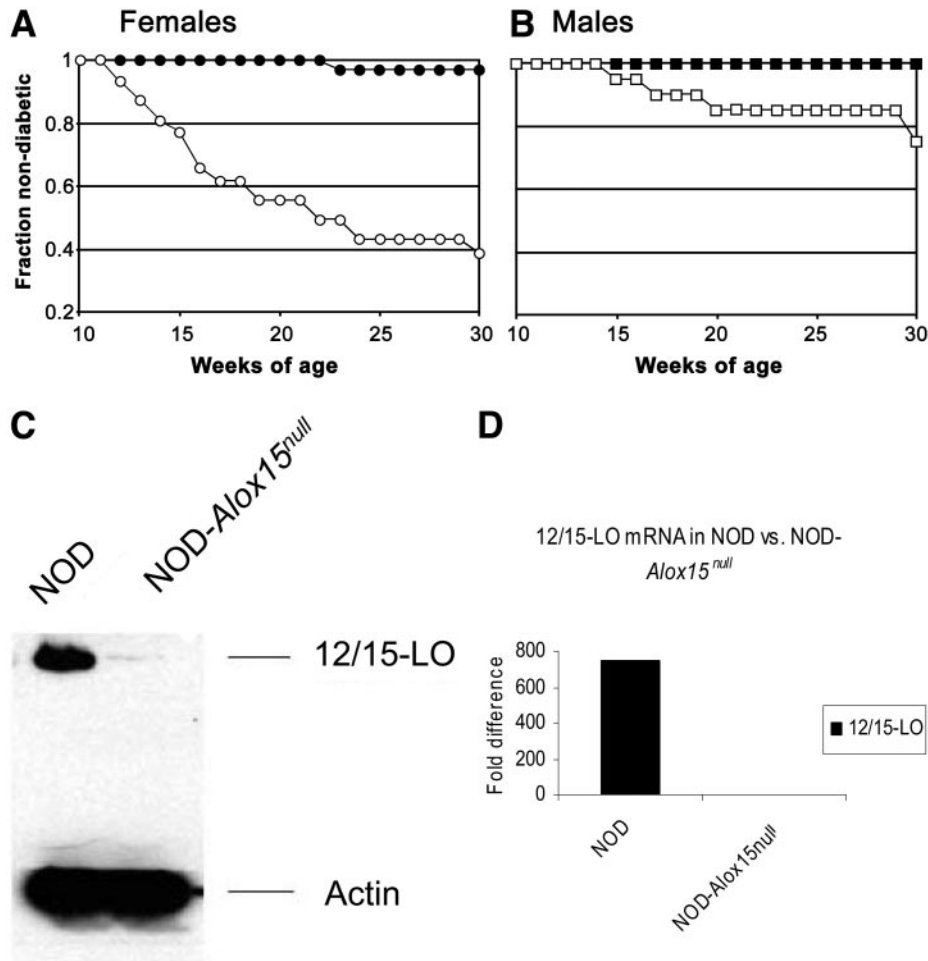 A Females
Fraction non-diabetic
1
0.8
0.6
0.4
0.2
10 15 20 25 30
Weeks of age
B Males
10 15 20 25 30
Weeks of age
C
NOD
NOD-Alox15null
12/15-LO
Actin
D
12/15-LO mRNA in NOD vs. NOD-
Alox15 null
Fold difference
800
600
400
200
0
NOD
NOD-Alox15null
12/15-LO